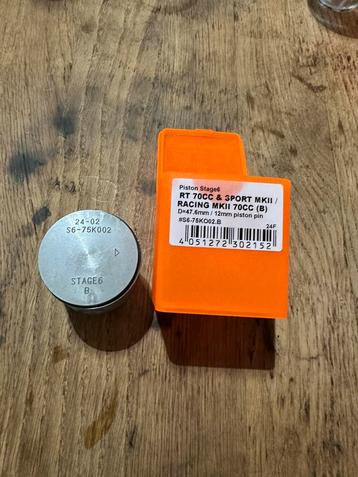 24-02
S6-75K002
STAGE6
B
Piston Stage6
RT 70CC & SPORT MKII /
RACING MKII 70CC (B)
D=47.6mm / 12mm piston pin
#S6-75KO02.B
24F
4 051272 302152